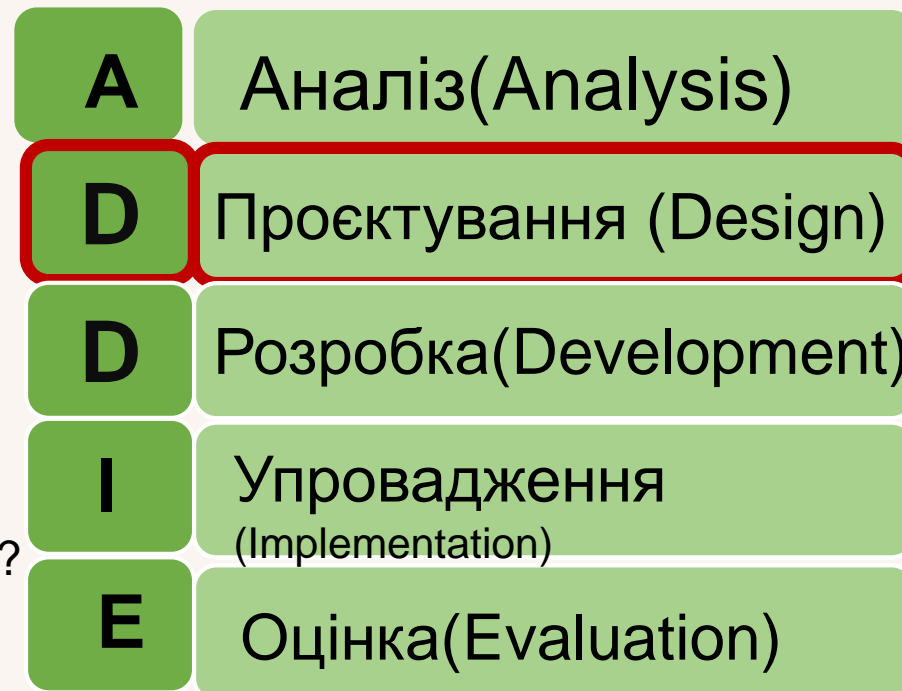 A Аналіз(Analysis)
D Проєктування (Design)
D Розробка(Development)
I Упровадження
(Implementation)
?
E Оцінка(Evaluation)